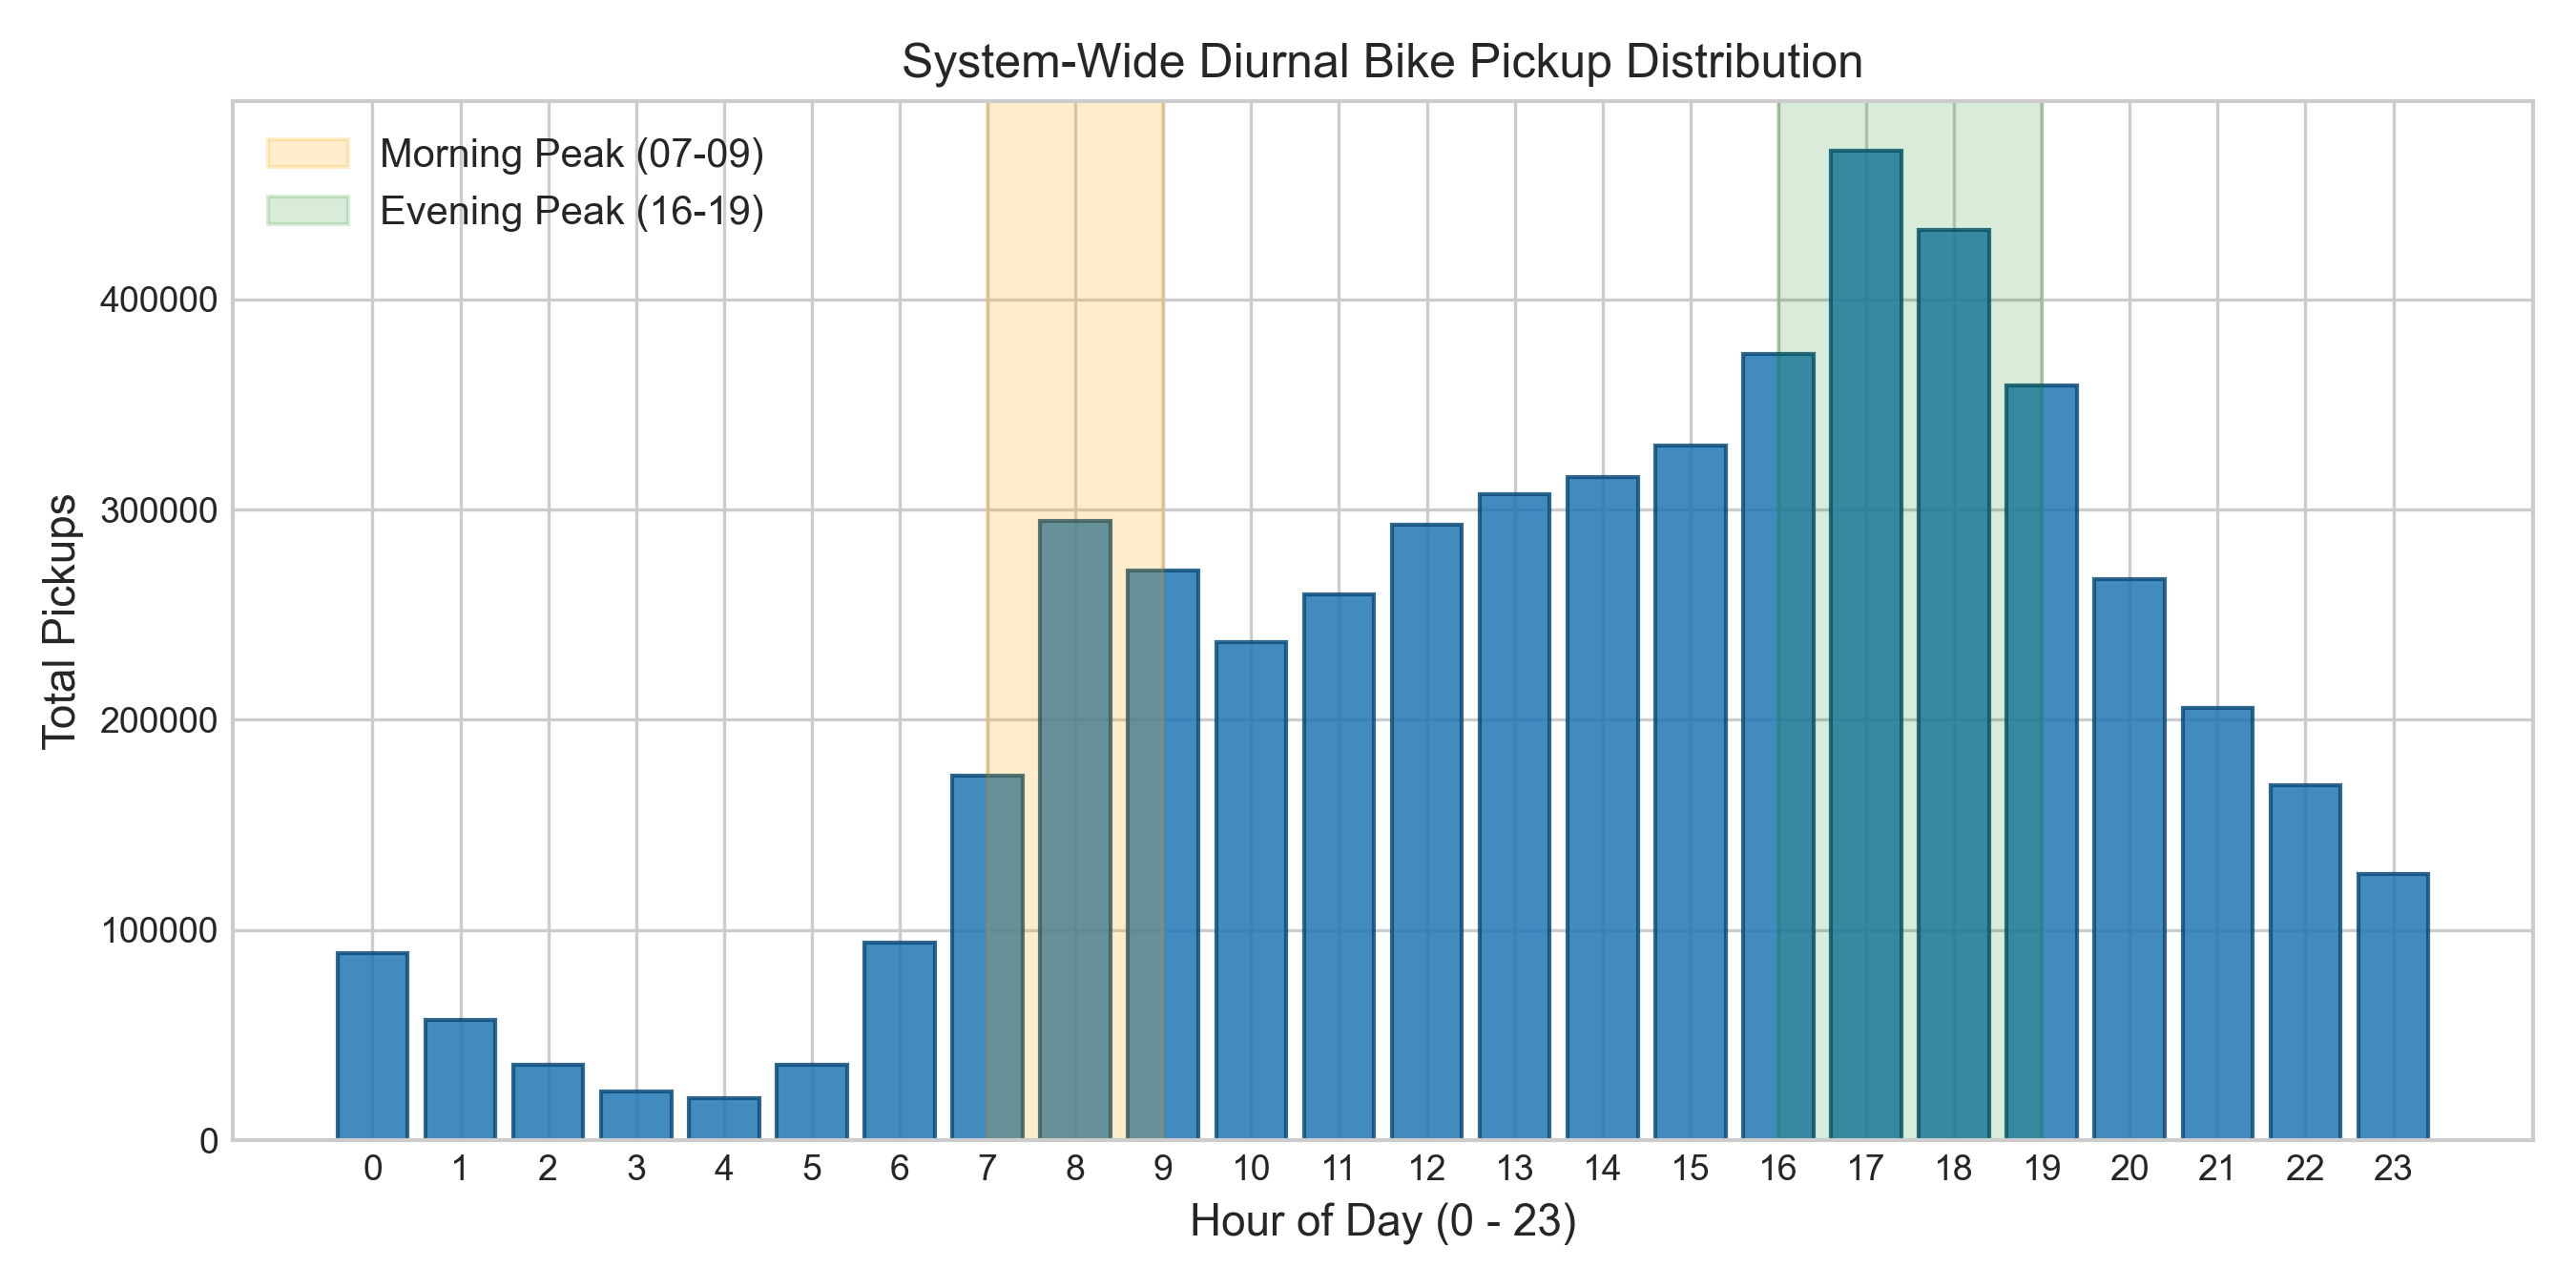 System-Wide Diurnal Bike Pickup Distribution
Morning Peak (07-09)
Evening Peak (16-19)
Total Pickups
400000
300000
200000
100000
0
0 1 2 3 4 5 6 7 8 9 10 11 12 13 14 15 16 17 18 19 20 21 22 23
Hour of Day (0 - 23)